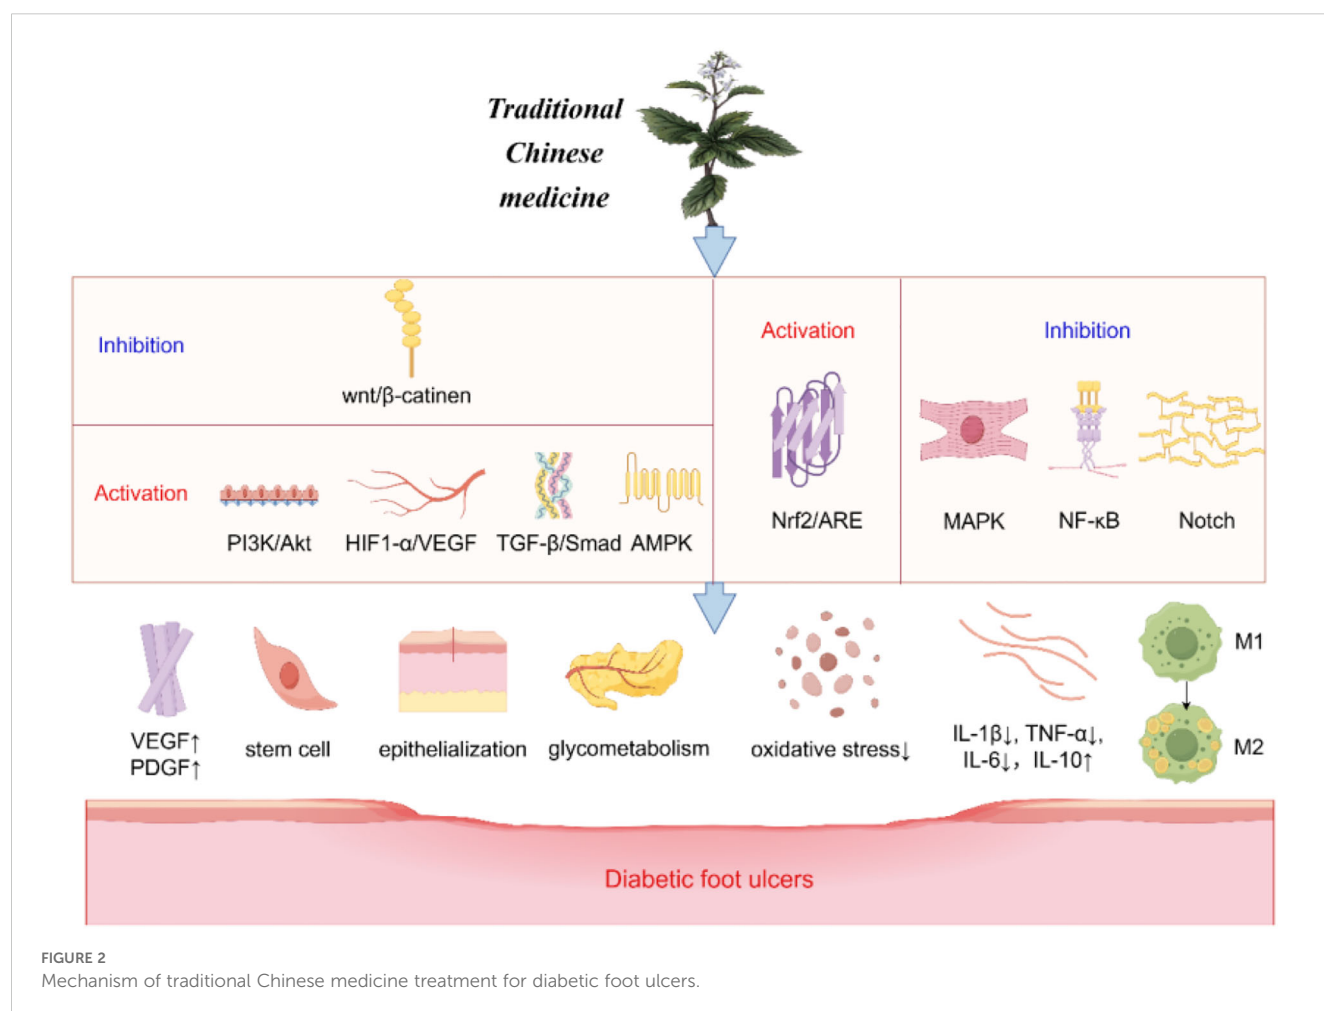 Traditional
Chinese
medicine
Inhibition
wnt/β-catinen
Activation
PI3K/Akt
HIF1-α/VEGF
TGF-β/Smad
AMPK
Activation
Nrf2/ARE
Inhibition
MAPK
NF-κB
Notch
VEGF↑
PDGF↑
stem cell
epithelialization
glycometabolism
oxidative stress↓
IL-1β↓, TNF-α↓,
IL-6↓, IL-10↑
M1
M2
Diabetic foot ulcers
FIGURE 2
Mechanism of traditional Chinese medicine treatment for diabetic foot ulcers.